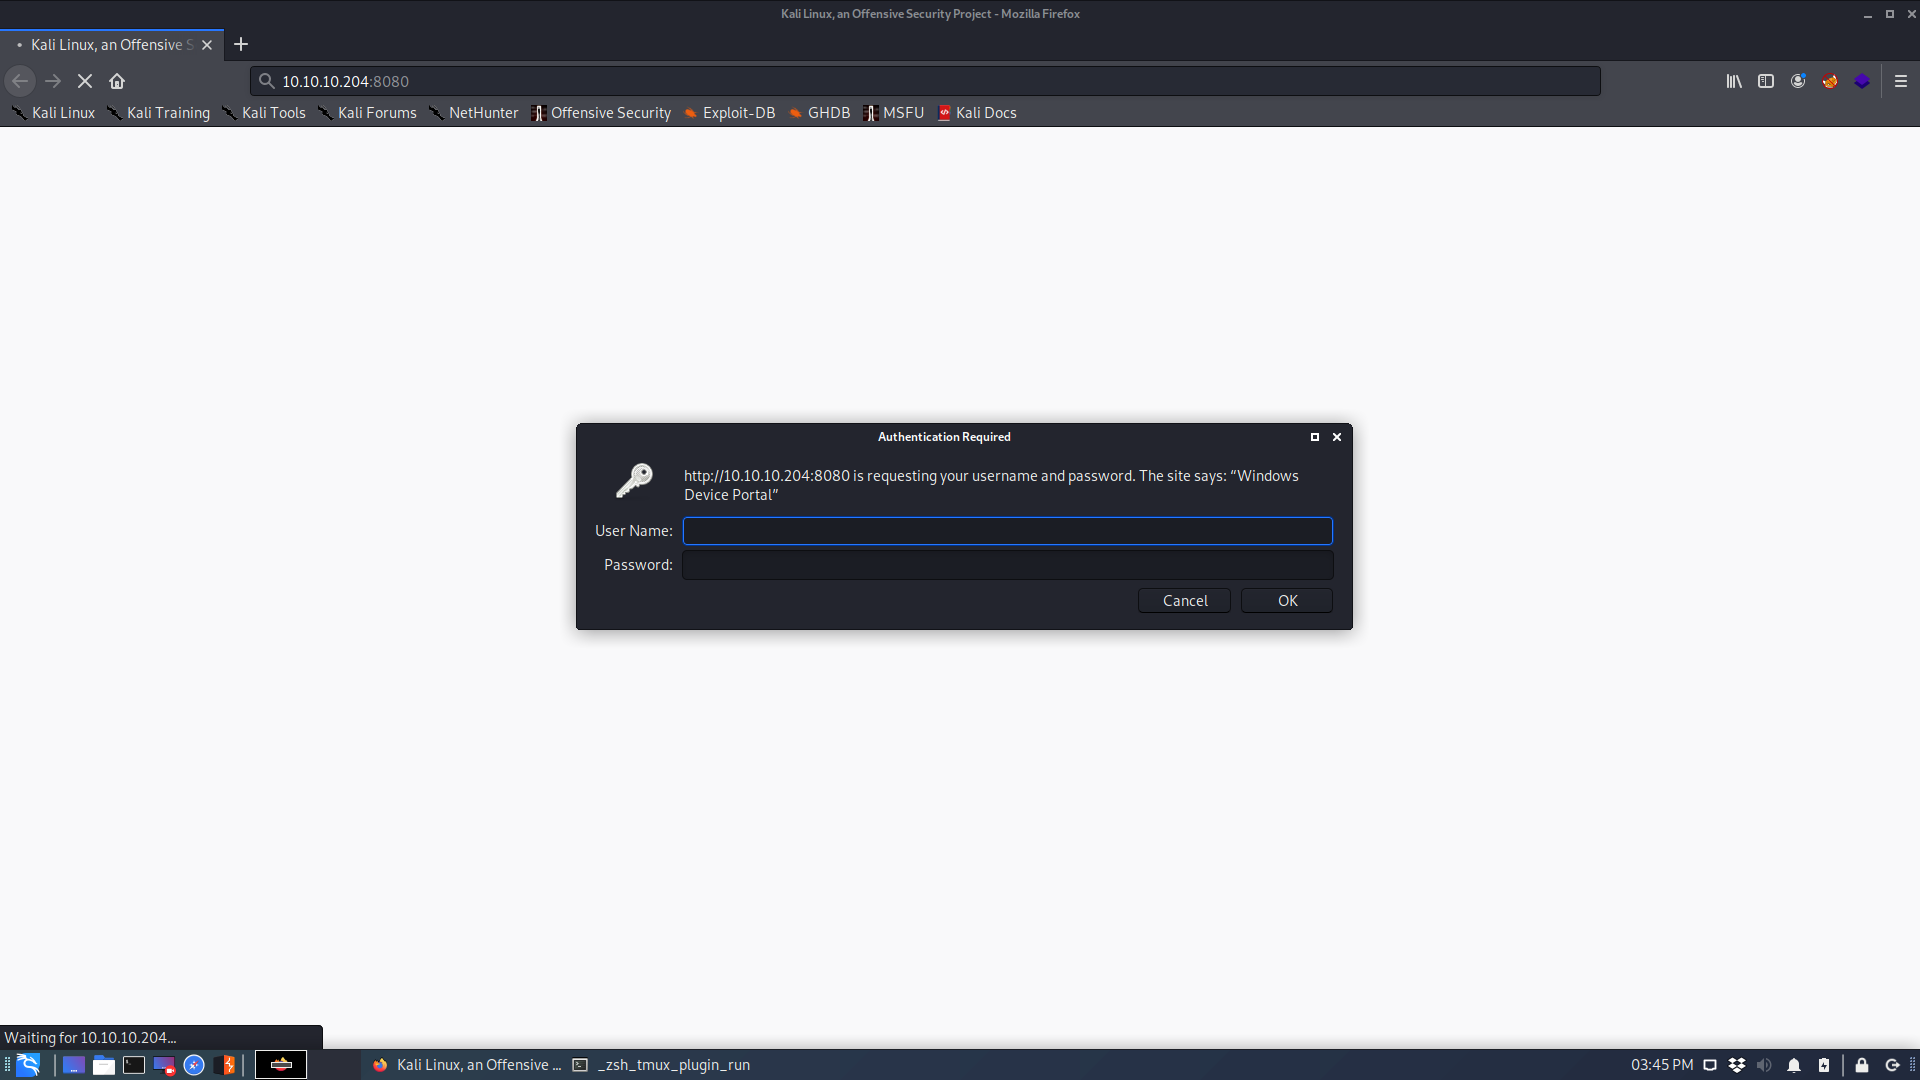 Kali Linux, an Offensive Security Project - Mozilla Firefox
Kali Linux, an Offensive S
10.10.10.204:8080
Kali Linux Kali Training Kali Tools Kali Forums NetHunter Offensive Security Exploit-DB GHDB MSFU Kali Docs
Authentication Required
http://10.10.10.204:8080 is requesting your username and password. The site says: “Windows
Device Portal”
User Name:
Password:
Cancel OK
Waiting for 10.10.10.204...
Kali Linux, an Offensive ... _zsh_tmux_plugin_run 03:45 PM